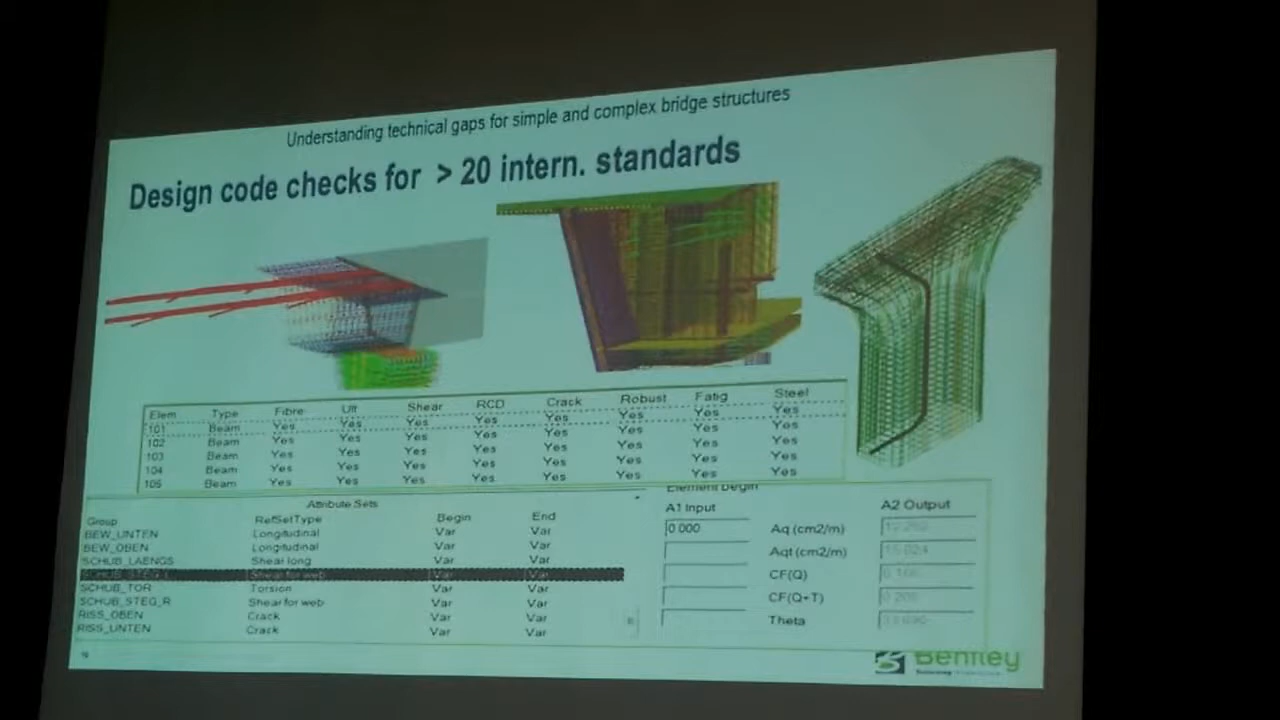 Understanding technical gaps for simple and complex bridge structures
Design code checks for > 20 intern. standards
Elem Type Fibre Ult Shear RCD Crack Robust Fatig Steel
101 Beam Yes Yes Yes Yes Yes Yes Yes Yes
102 Beam Yes Yes Yes Yes Yes Yes Yes Yes
103 Beam Yes Yes Yes Yes Yes Yes Yes Yes
104 Beam Yes Yes Yes Yes Yes Yes Yes Yes
105 Beam Yes Yes Yes Yes Yes Yes Yes Yes
Attribute Sets
Group RefSetType Begin End
BEW_UNTEN Longitudinal Var Var
BEW_OBEN Longitudinal Var Var
SCHUB_LAENGS Shear long Var Var
Shear for web Var Var
SCHUB_TOR Torsion Var Var
SCHUB_STEG_R Shear for web Var Var
RISS_OBEN Crack Var Var
RISS_UNTEN Crack Var Var
Element begin
A1 Input A2 Output
0.000 Aq (cm2/m)
Aqt (cm2/m)
CF(Q)
CF(Q+T)
Theta
Bentley